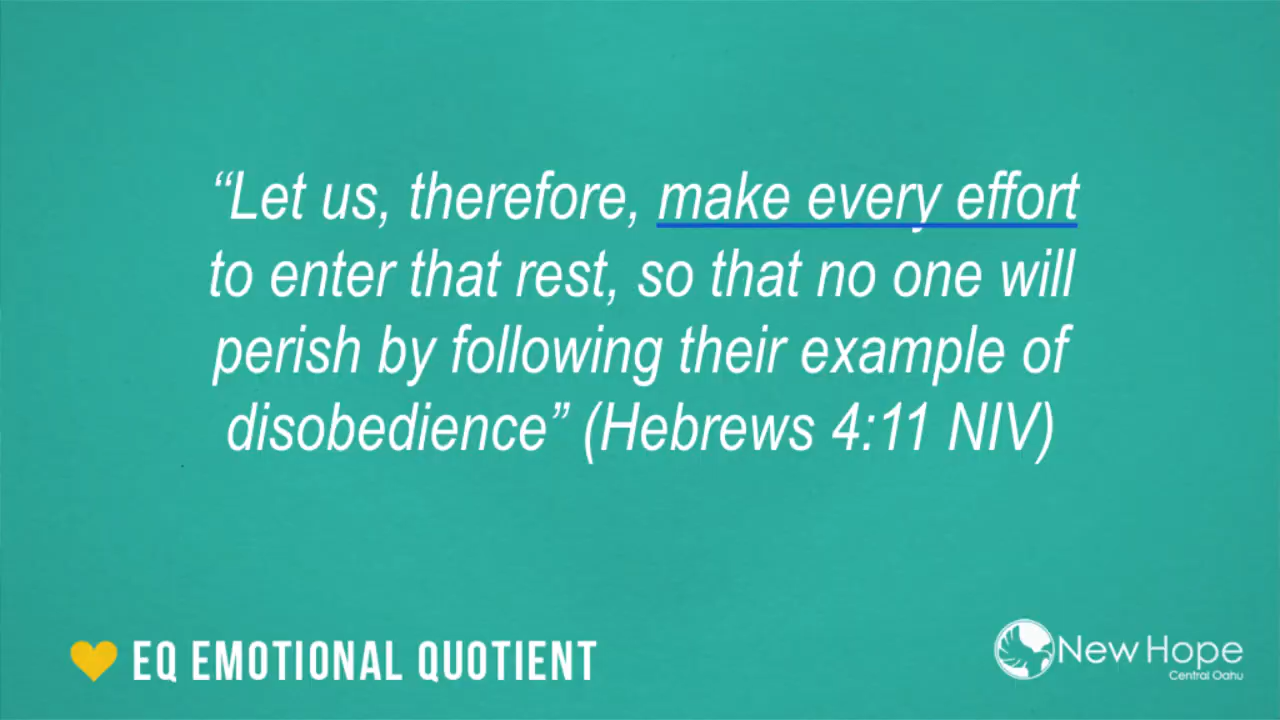 “Let us, therefore, make every effort
to enter that rest, so that no one will
perish by following their example of
disobedience” (Hebrews 4:11 NIV)
EQ EMOTIONAL QUOTIENT
New Hope
Central Oahu